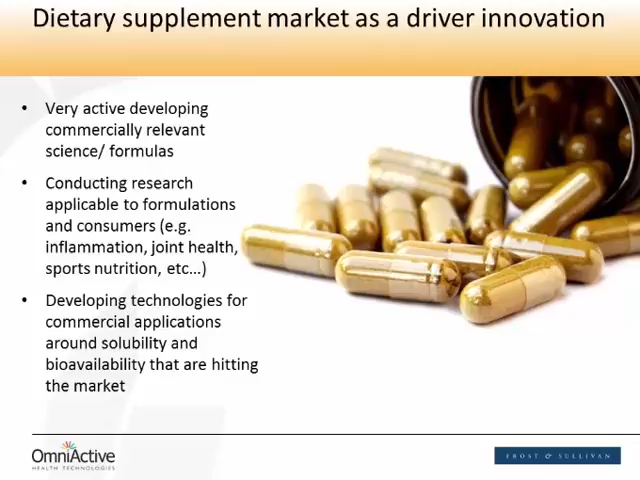 Dietary supplement market as a driver innovation
• Very active developing
commercially relevant
science/ formulas
• Conducting research
applicable to formulations
and consumers (e.g.
inflammation, joint health,
sports nutrition, etc...)
• Developing technologies for
commercial applications
around solubility and
bioavailability that are hitting
the market
OmniActive
HEALTH TECHNOLOGIES
FROST & SULLIVAN